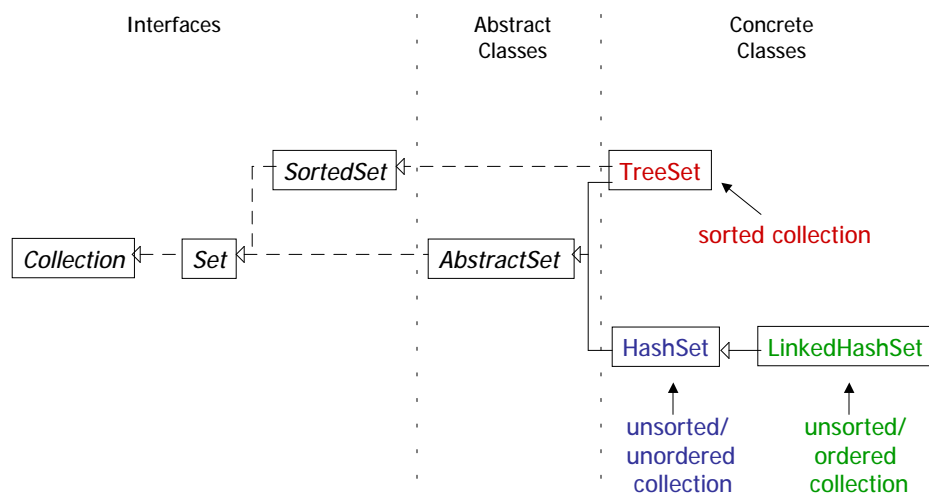 Interfaces
Abstract
Classes
Concrete
Classes
SortedSet
TreeSet
sorted collection
Collection
Set
AbstractSet
HashSet
LinkedHashSet
unsorted/
unordered
collection
unsorted/
ordered
collection